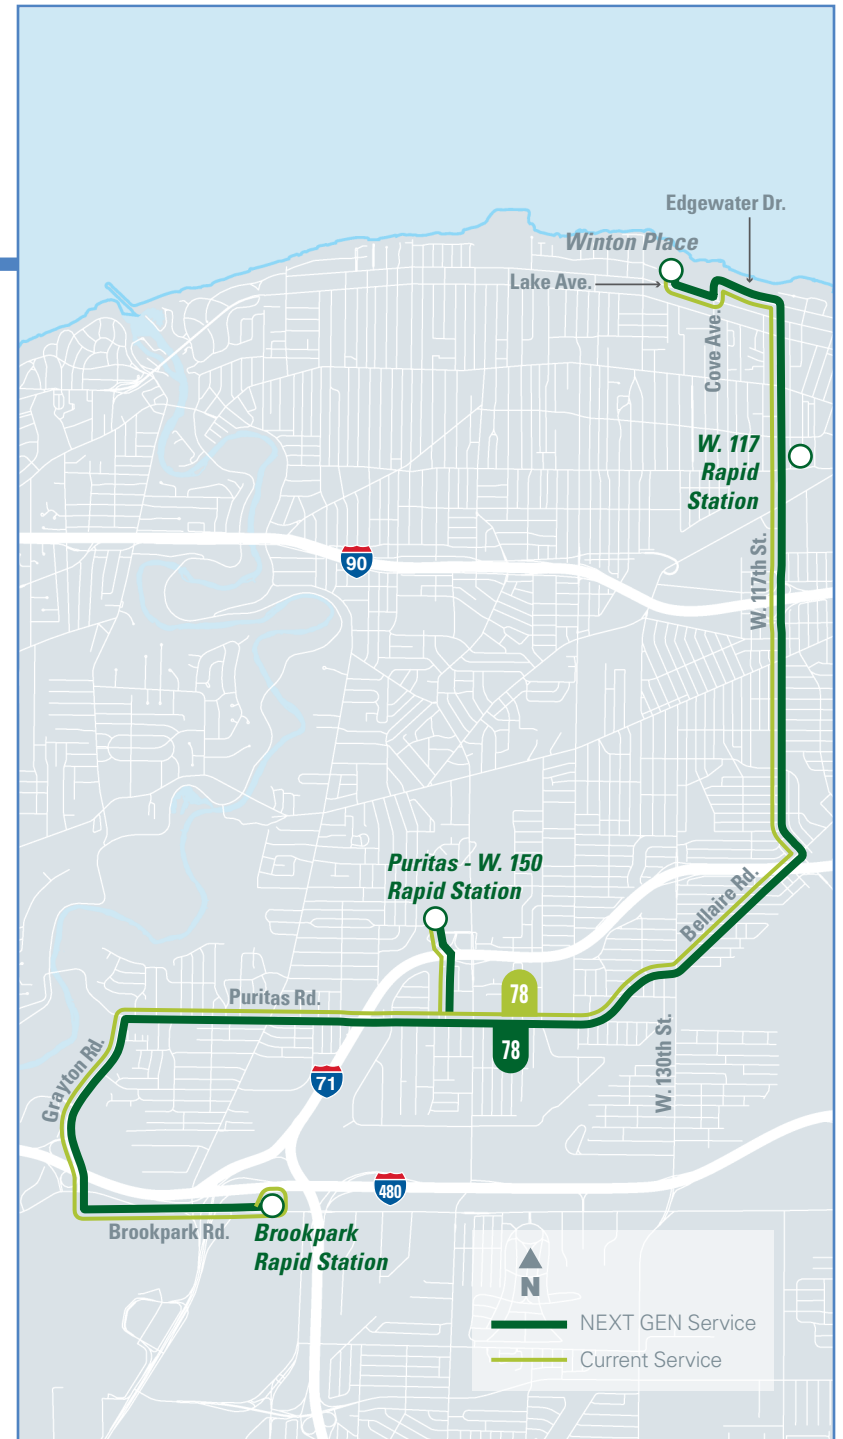 Edgewater Dr.
Winton Place
Lake Ave.
Cove Ave.
W. 117
Rapid
Station
W. 117th St.
90
Puritas - W. 150
Rapid Station
Bellaire Rd.
78
Puritas Rd.
78
W. 130th St.
Grayton Rd.
71
480
Brookpark Rd.
Brookpark
Rapid Station
N
NEXT GEN Service
Current Service